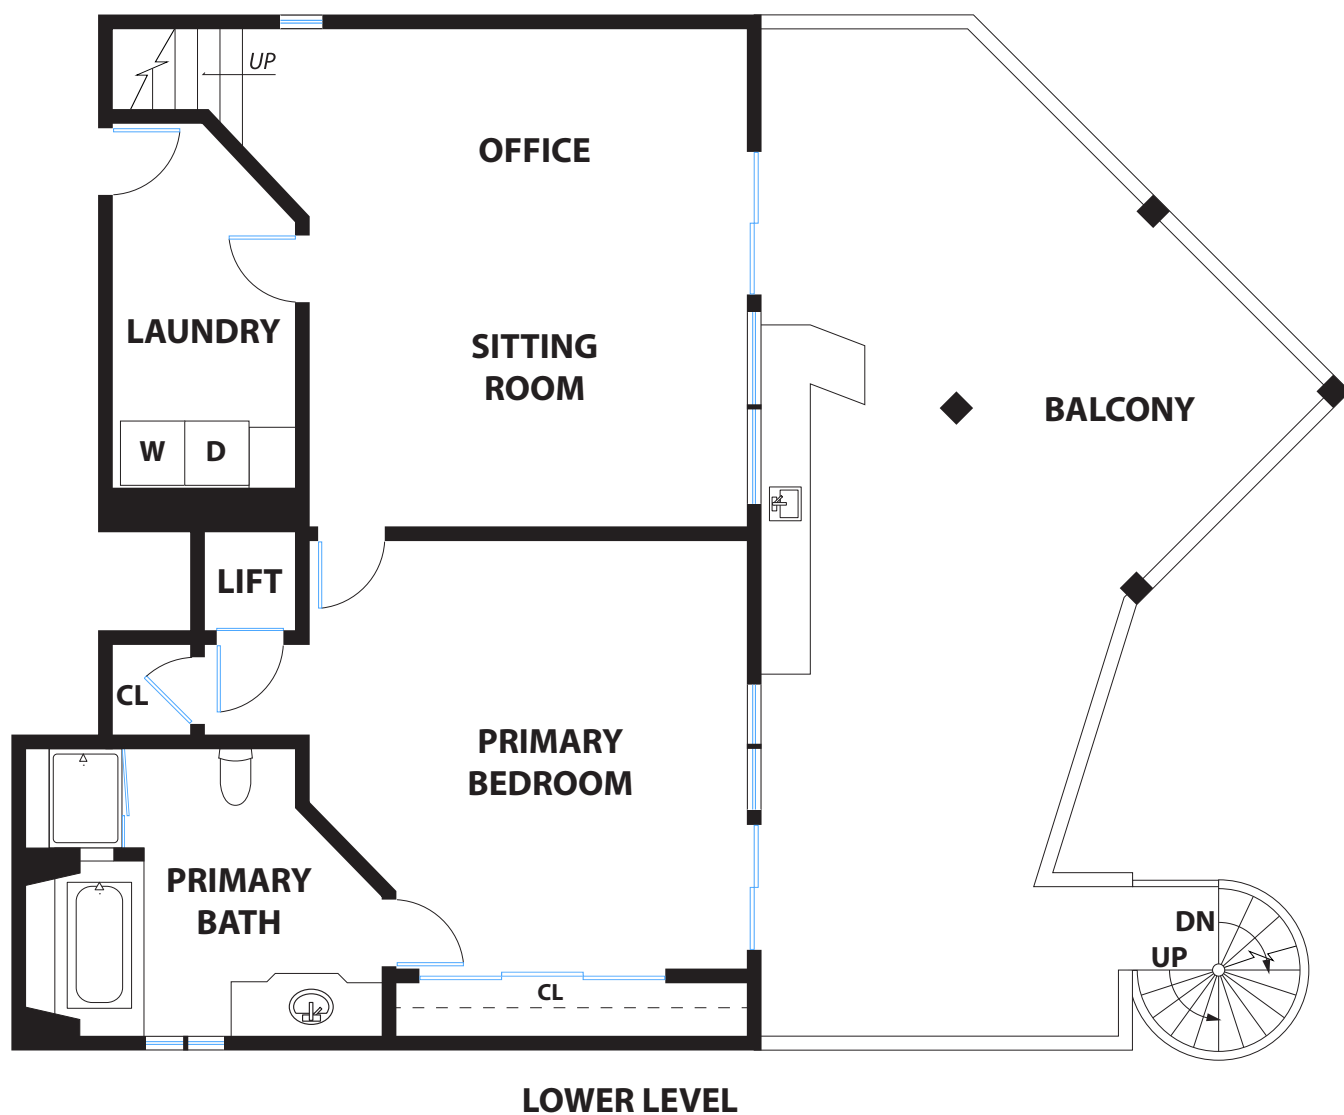 UP
OFFICE
LAUNDRY
SITTING
ROOM
BALCONY
W
D
LIFT
CL
PRIMARY
BEDROOM
PRIMARY
BATH
DN
UP
CL
LOWER LEVEL